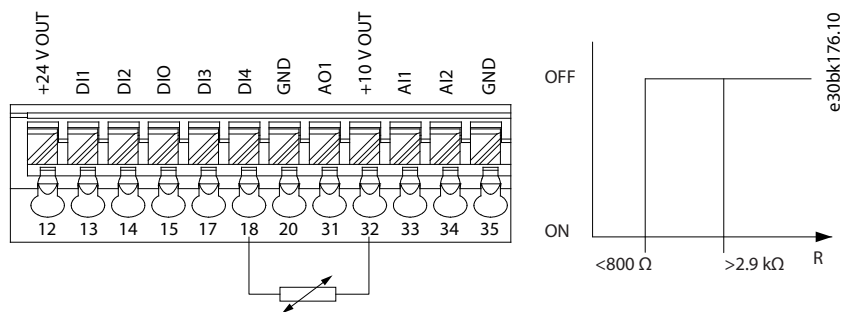 +24 V OUT
DI1
DI2
DIO
DI3
DI4
GND
AO1
+10 V OUT
AI1
AI2
GND
12 13 14 15 17 18 20 31 32 33 34 35
OFF
ON
<800 Ω
>2.9 kΩ
R
e30bk176.10